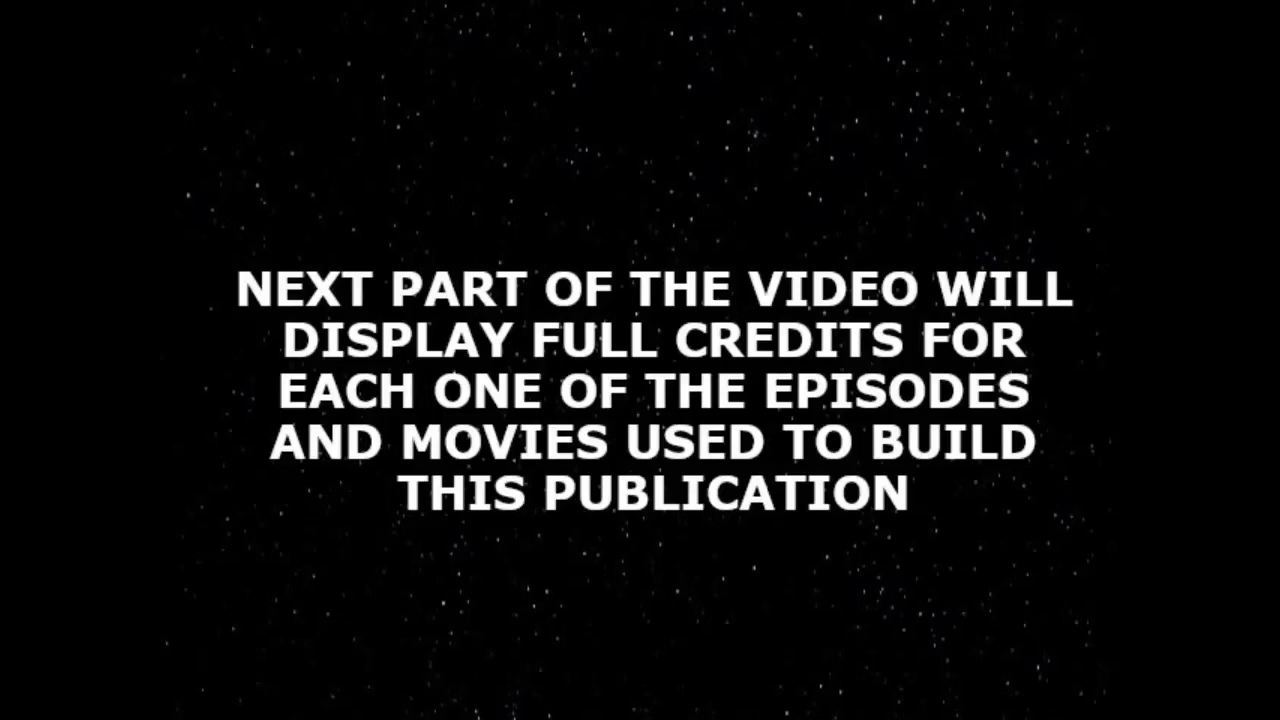 NEXT PART OF THE VIDEO WILL
DISPLAY FULL CREDITS FOR
EACH ONE OF THE EPISODES
AND MOVIES USED TO BUILD
THIS PUBLICATION